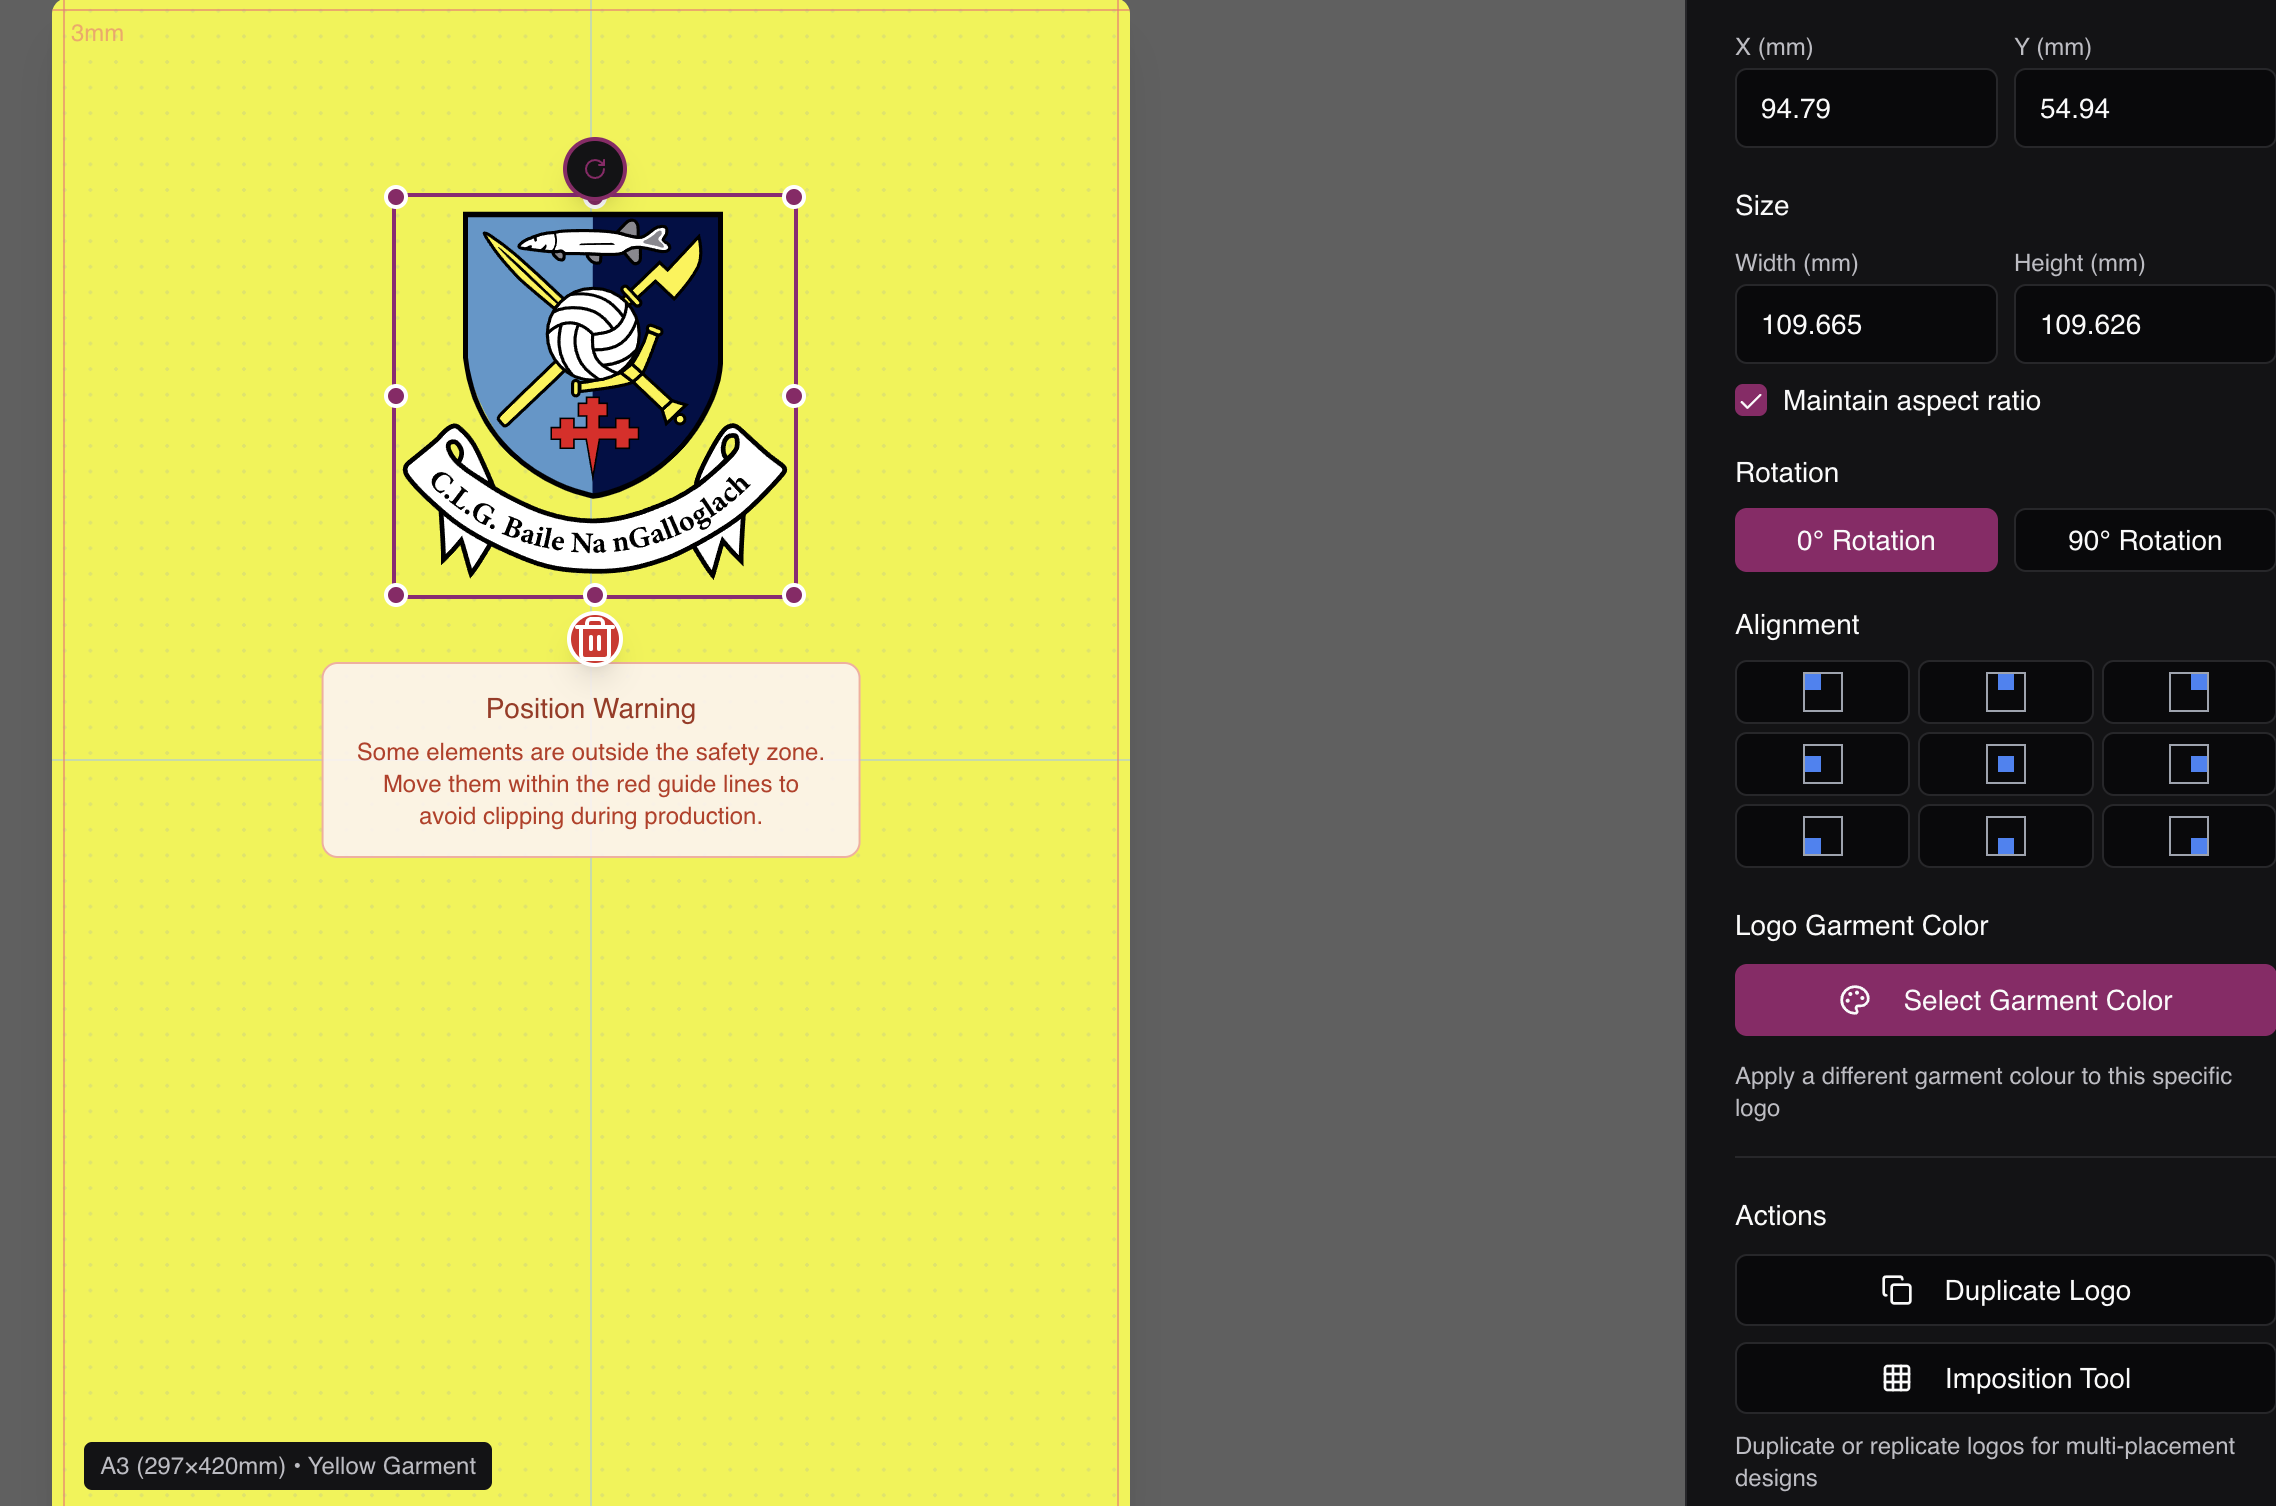 3mm
C.L.G. Baile Na nGalloglach
Position Warning
Some elements are outside the safety zone.
Move them within the red guide lines to
avoid clipping during production.
A3 (297×420mm) • Yellow Garment
X (mm)
Y (mm)
94.79
54.94
Size
Width (mm)
Height (mm)
109.665
109.626
Maintain aspect ratio
Rotation
0° Rotation
90° Rotation
Alignment
Logo Garment Color
Select Garment Color
Apply a different garment colour to this specific
logo
Actions
Duplicate Logo
Imposition Tool
Duplicate or replicate logos for multi-placement
designs